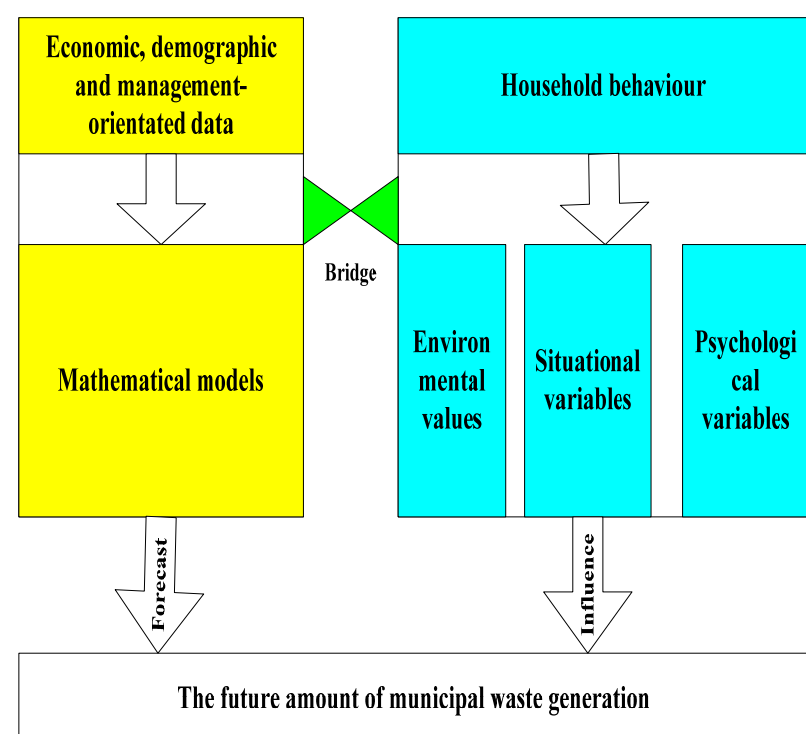 Economic, demographic
and management-
orientated data
Household behaviour
Bridge
Mathematical models
Environ
mental
values
Situational
variables
Psychologi
cal
variables
Forecast
Influence
The future amount of municipal waste generation